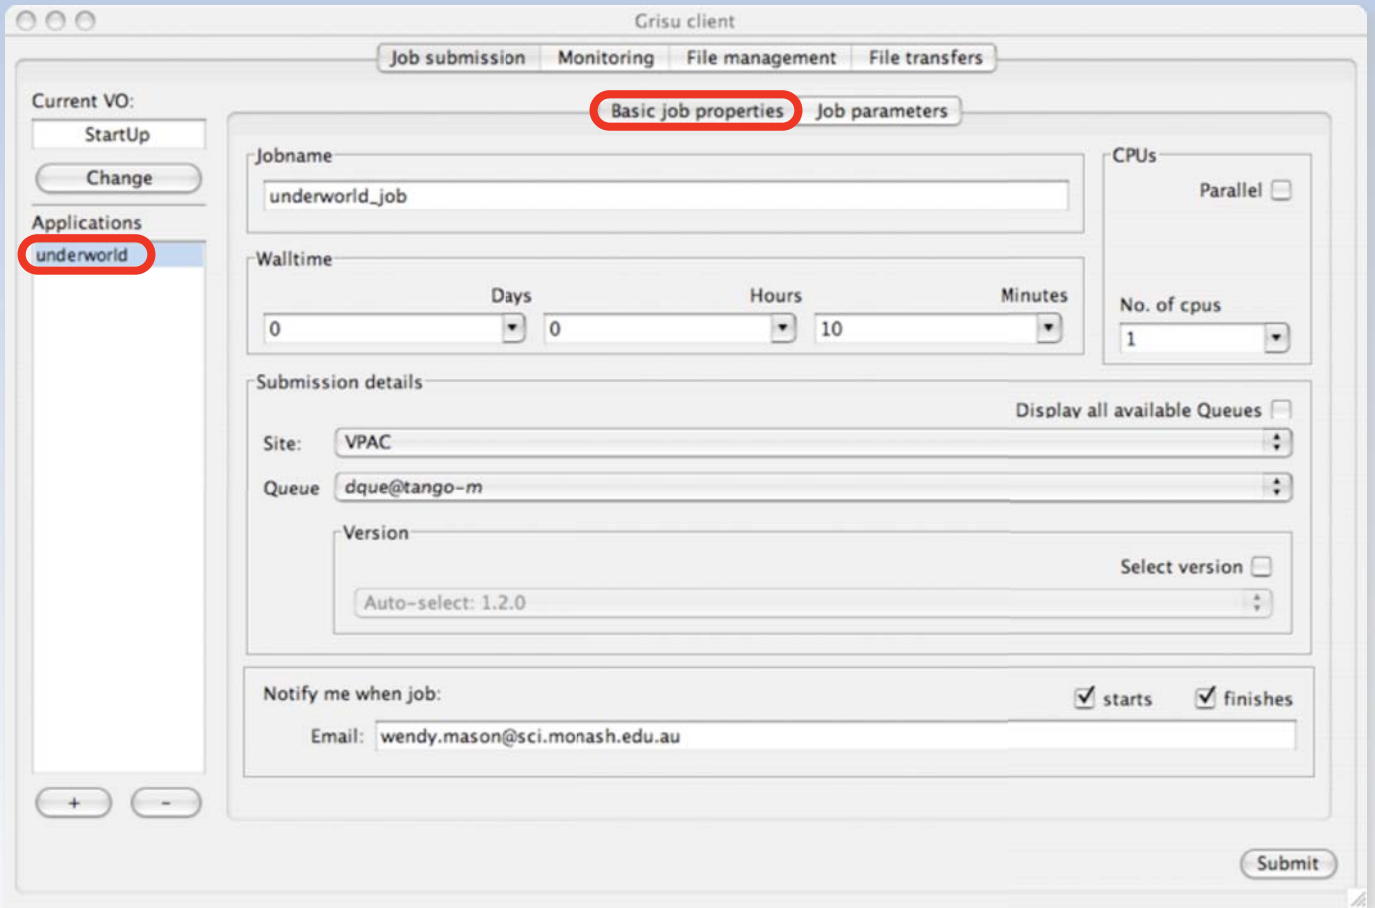 Grisu client
Job submission Monitoring File management File transfers
Current VO:
StartUp
Change
Applications
underworld
+ -
Basic job properties Job parameters
Jobname
underworld_job
CPUs
Parallel
No. of cpus
1
Walltime
Days Hours Minutes
0 0 10
Submission details
Display all available Queues
Site: VPAC
Queue dque@tango-m
Version
Select version
Auto-select: 1.2.0
Notify me when job: starts finishes
Email: wendy.mason@sci.monash.edu.au
Submit